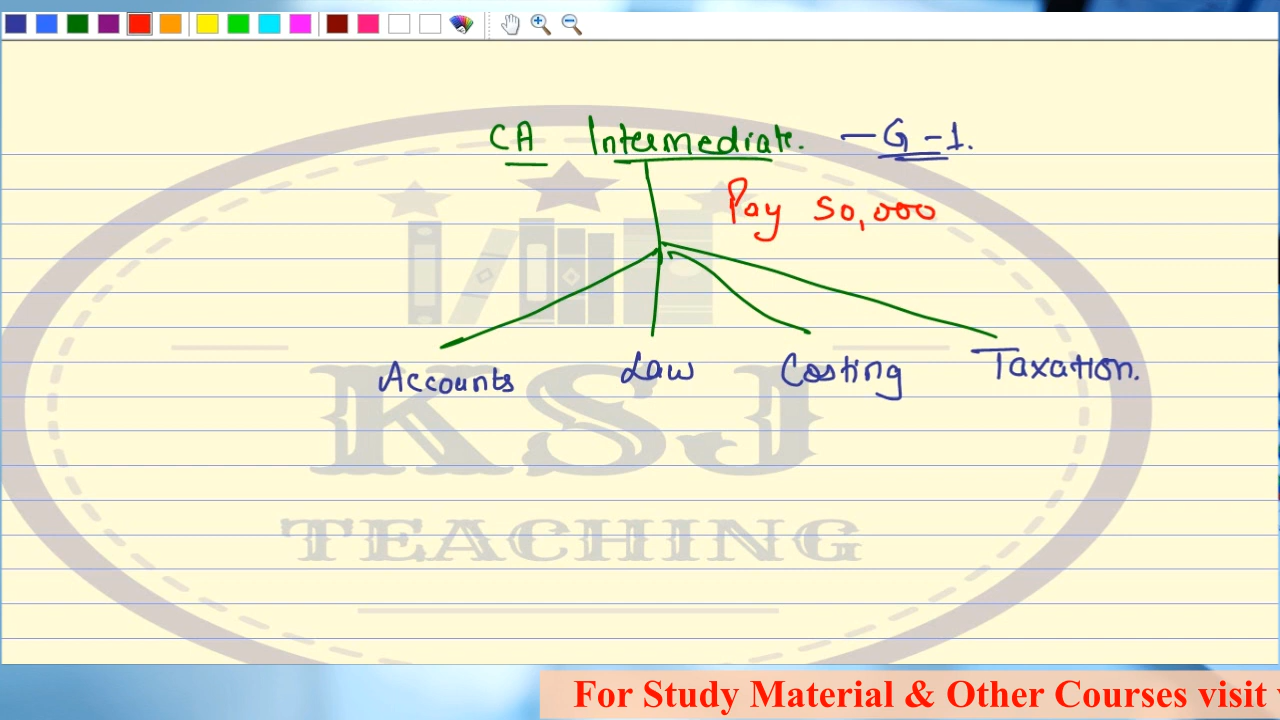 CA Intermediate. - G-1.
Pay 50,000
Accounts Law Costing Taxation.
KSJ
TEACHING
For Study Material & Other Courses visit